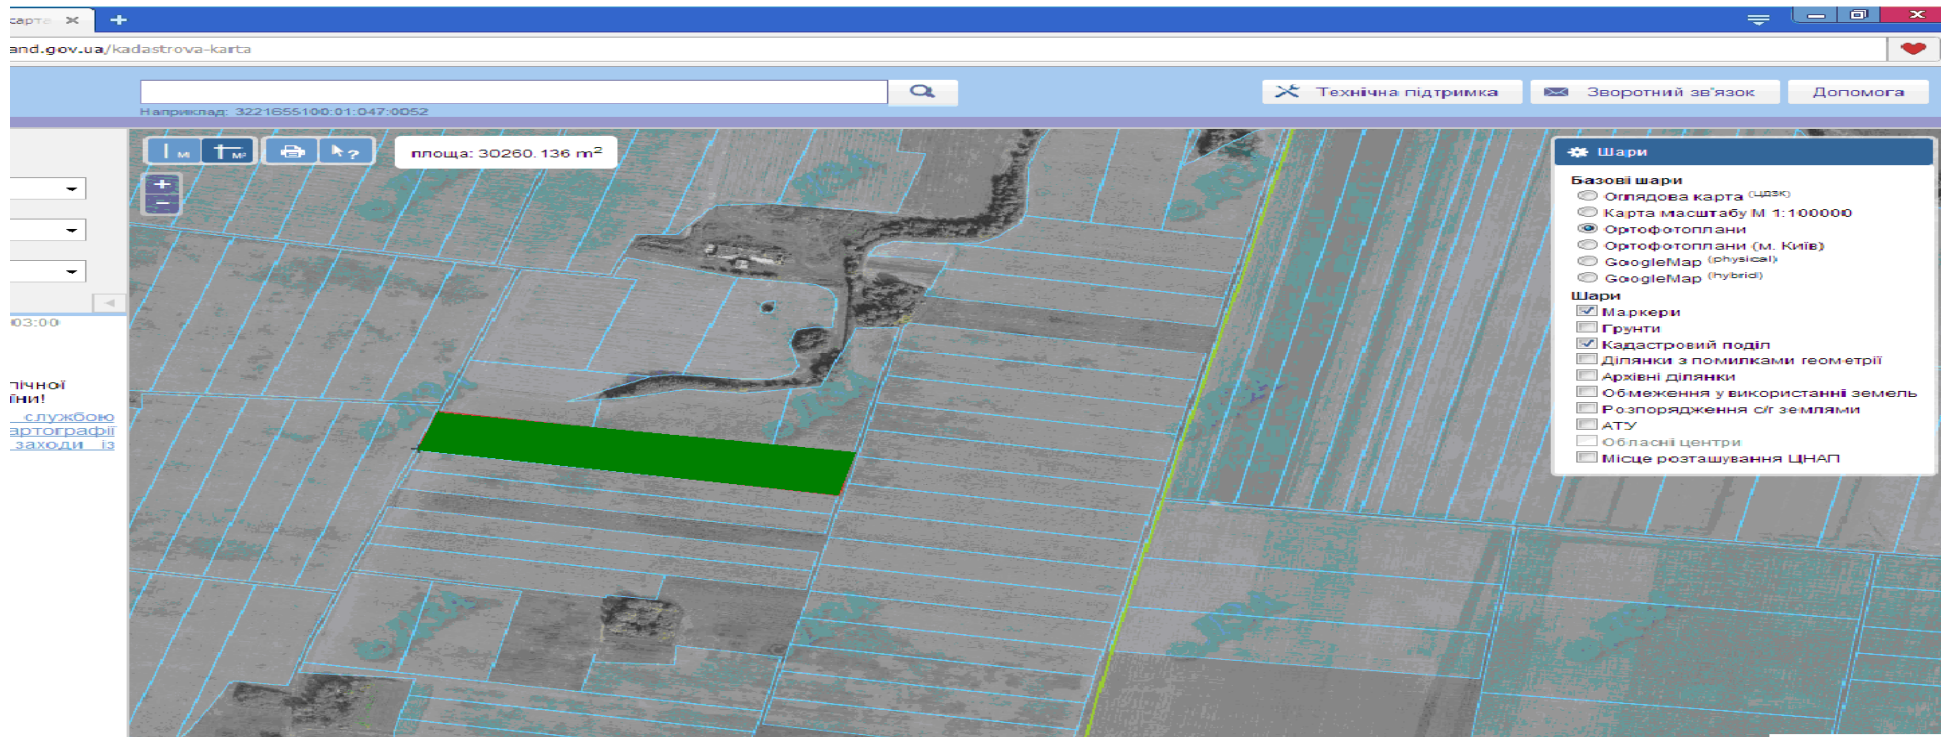 карта
and.gov.ua/kadastrova-karta
Технічна підтримка
Зворотний зв'язок
Допомога
Наприклад: 3221655100:01:047:0052
М
М²
площа: 30260.136 m²
Шари
Базові шари
Оглядова карта (ЦДЗК)
Карта масштабу М 1:100000
Ортофотоплани
Ортофотоплани (м. Київ)
GoogleMap (physical)
GoogleMap (hybrid)
Шари
Маркери
Грунти
Кадастровий поділ
Ділянки з помилками геометрії
Архівні ділянки
Обмеження у використанні земель
Розпорядження с/г землями
АТУ
Обласні центри
Місце розташування ЦНАП
03:00
пічної
їни!
службою
артографії
заходи із